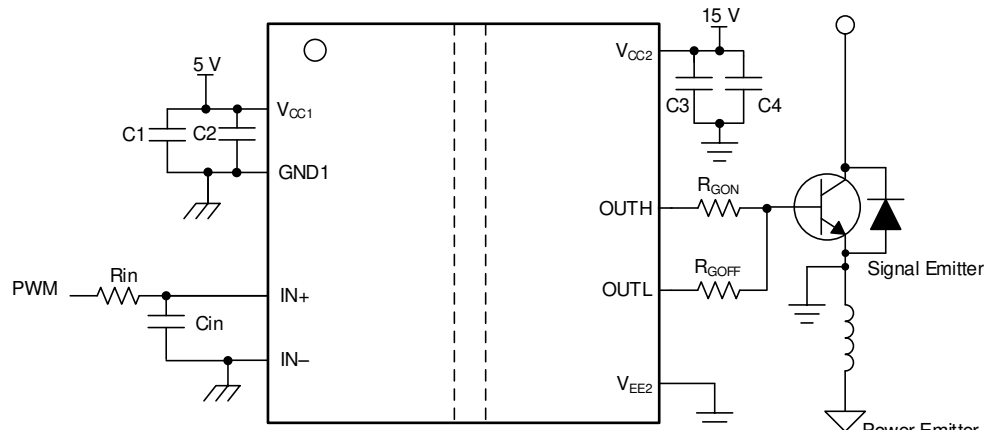 15 V
5 V
VCC2
VCC1
C1
C2
C3
C4
GND1
RGON
OUTH
Signal Emitter
RGOFF
OUTL
PWM
Rin
IN+
Cin
IN–
VEE2
Power Emitter